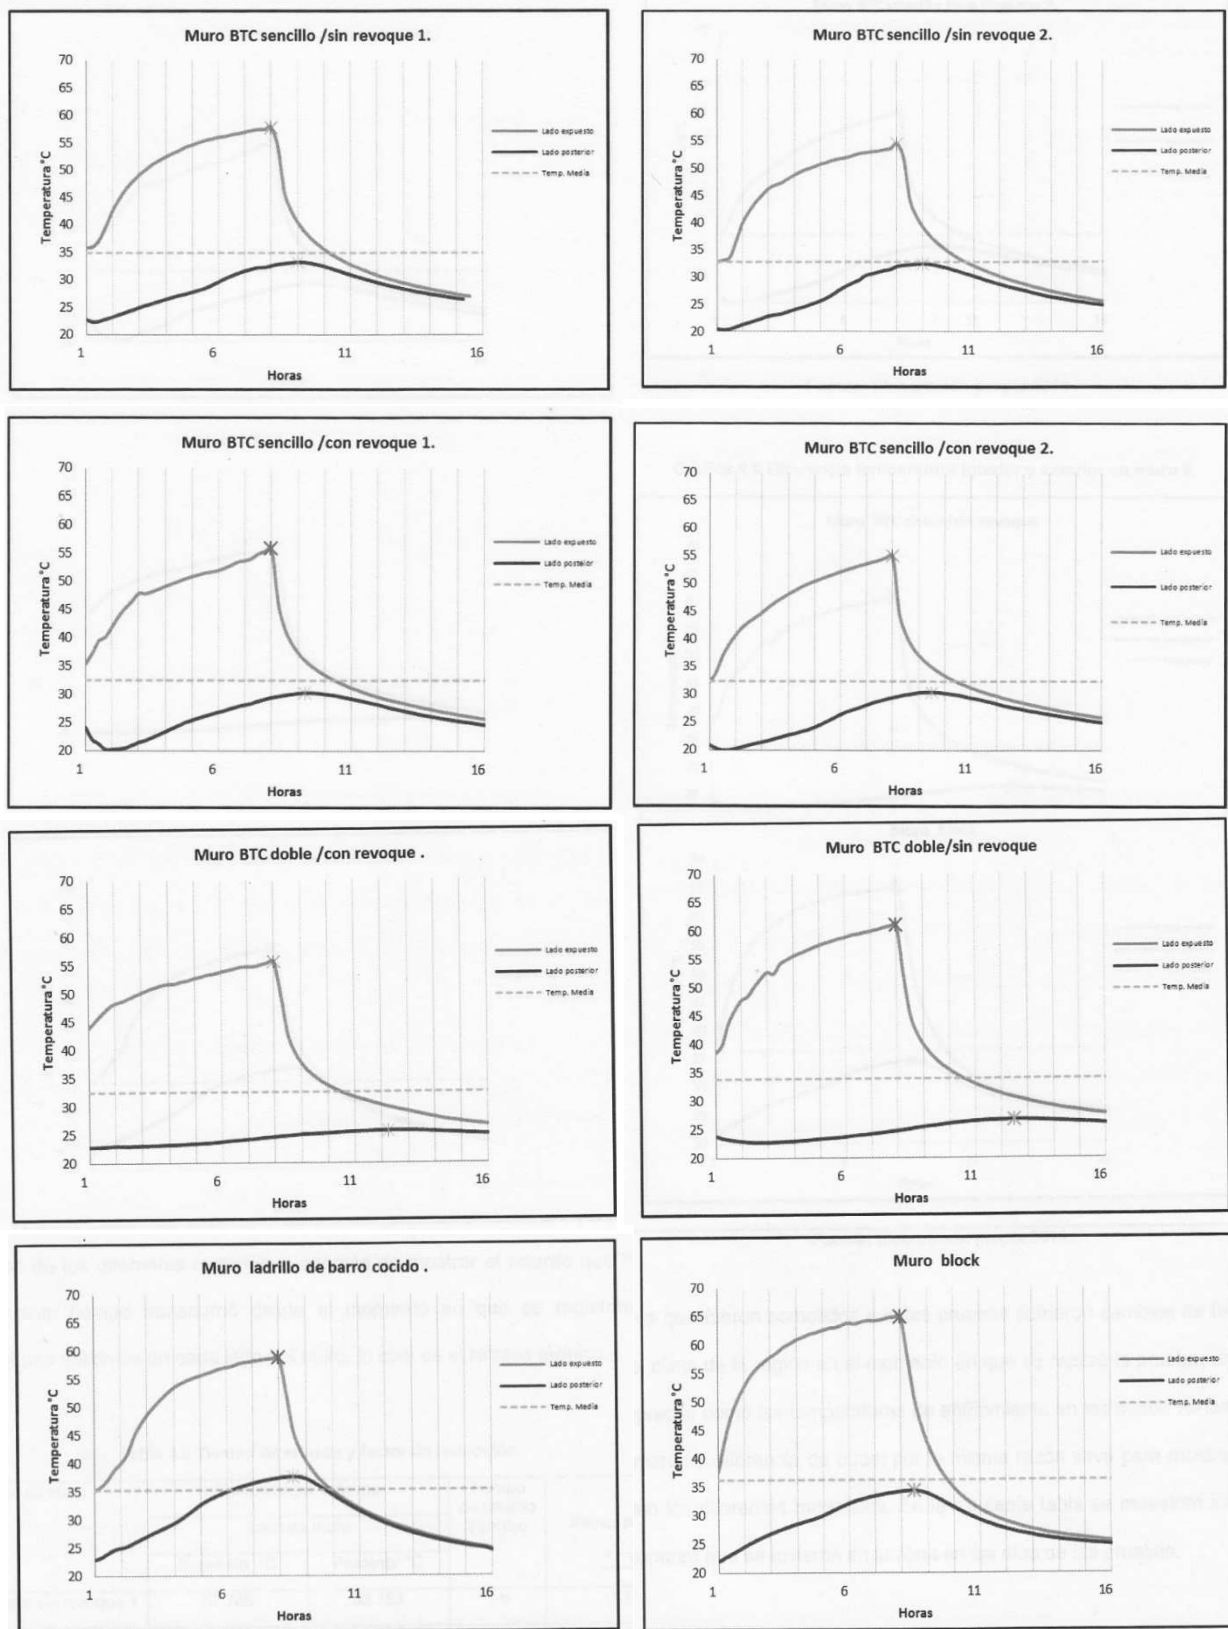 Muro BTC sencillo /sin revoque 1.
70
65
60
55
50
45
40
35
30
25
20
Temperatura °C
1
6
11
16
Horas
Lado expuesto
Lado posterior
Temp. Media
Muro BTC sencillo /sin revoque 2.
70
65
60
55
50
45
40
35
30
25
20
Temperatura °C
1
6
11
16
Horas
Lado expuesto
Lado posterior
Temp. Media
Muro BTC sencillo /con revoque 1.
70
65
60
55
50
45
40
35
30
25
20
Temperatura °C
1
6
11
16
Horas
Lado expuesto
Lado posteior
Temp. Media
Muro BTC sencillo /con revoque 2.
70
65
60
55
50
45
40
35
30
25
20
Temperatura °C
1
6
11
16
Horas
Lado expuesto
Lado posterior
Temp. Media
Muro BTC doble /con revoque .
70
65
60
55
50
45
40
35
30
25
20
Temperatura °C
1
6
11
16
Horas
Lado expuesto
Lado posterior
Temp. Media
Muro BTC doble/sin revoque
70
65
60
55
50
45
40
35
30
25
20
Temperatura °C
1
6
11
16
Horas
Lado expuesto
Lado posterior
Temp. Media
Muro ladrillo de barro cocido .
70
65
60
55
50
45
40
35
30
25
20
Temperatura °C
1
6
11
16
Horas
Lado expuesto
Lado posterior
Temp. Media
Muro block
70
65
60
55
50
45
40
35
30
25
20
Temperatura °C
1
6
11
16
Horas
Lado expuesto
Lado posterior
Temp. Media